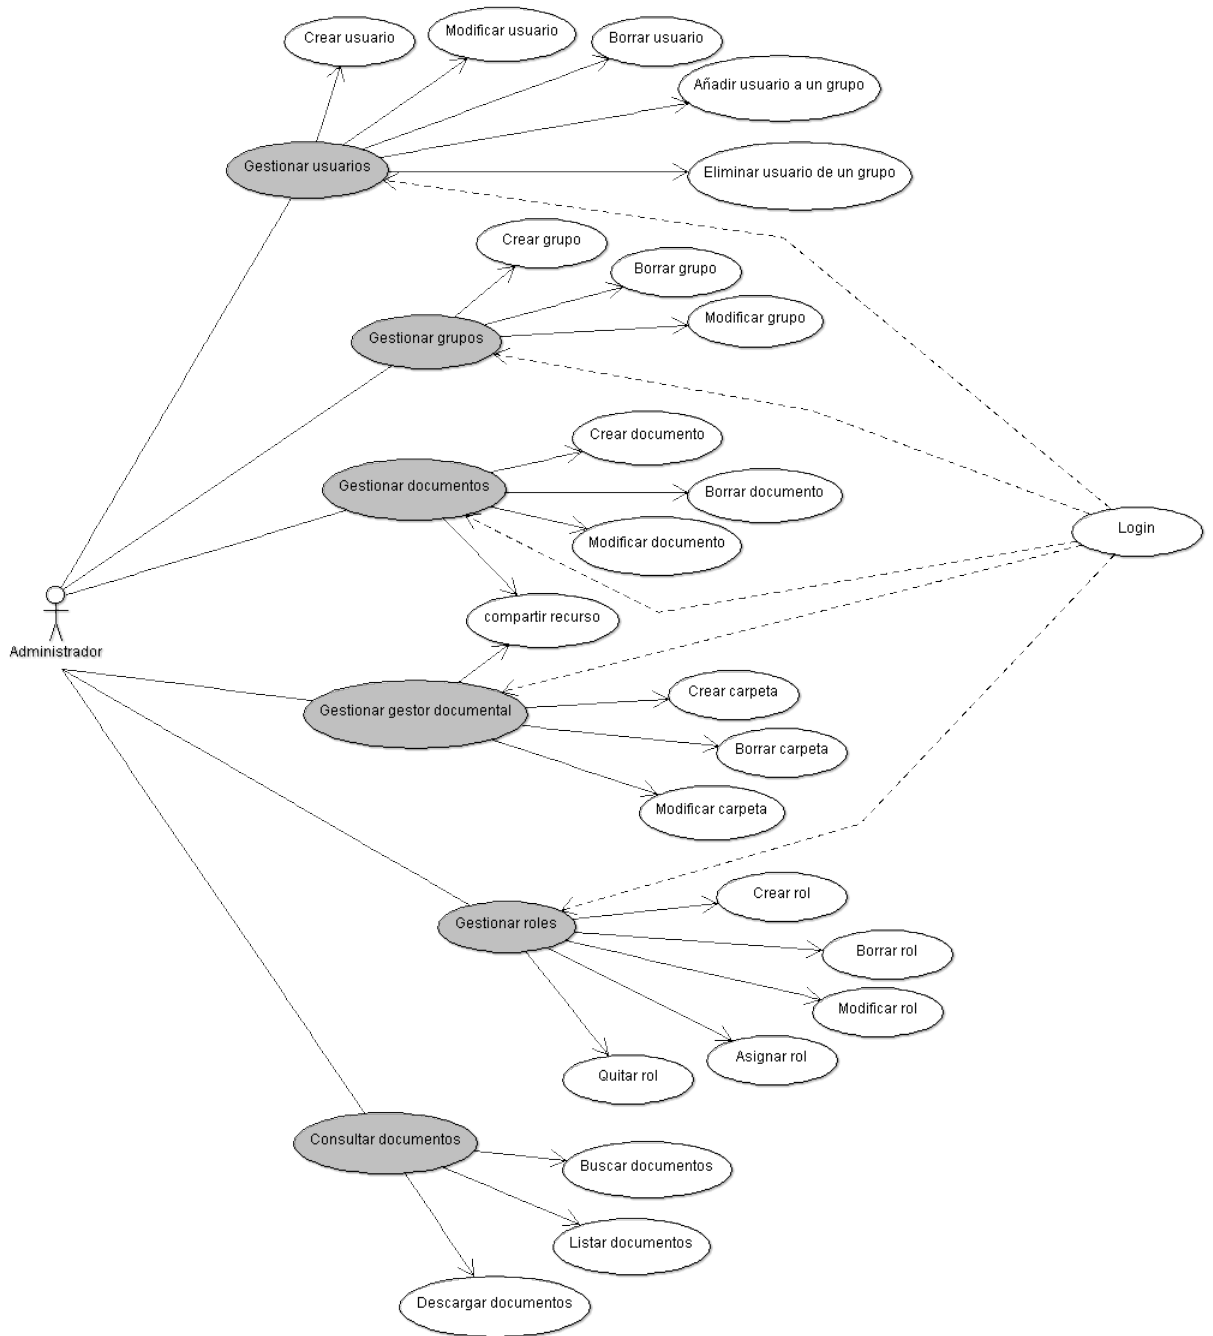 Crear usuario
Modificar usuario
Borrar usuario
Añadir usuario a un grupo
Gestionar usuarios
Eliminar usuario de un grupo
Crear grupo
Borrar grupo
Modificar grupo
Gestionar grupos
Crear documento
Gestionar documentos
Borrar documento
Modificar documento
Login
compartir recurso
Administrador
Crear carpeta
Gestionar gestor documental
Borrar carpeta
Modificar carpeta
Crear rol
Gestionar roles
Borrar rol
Modificar rol
Asignar rol
Quitar rol
Consultar documentos
Buscar documentos
Listar documentos
Descargar documentos